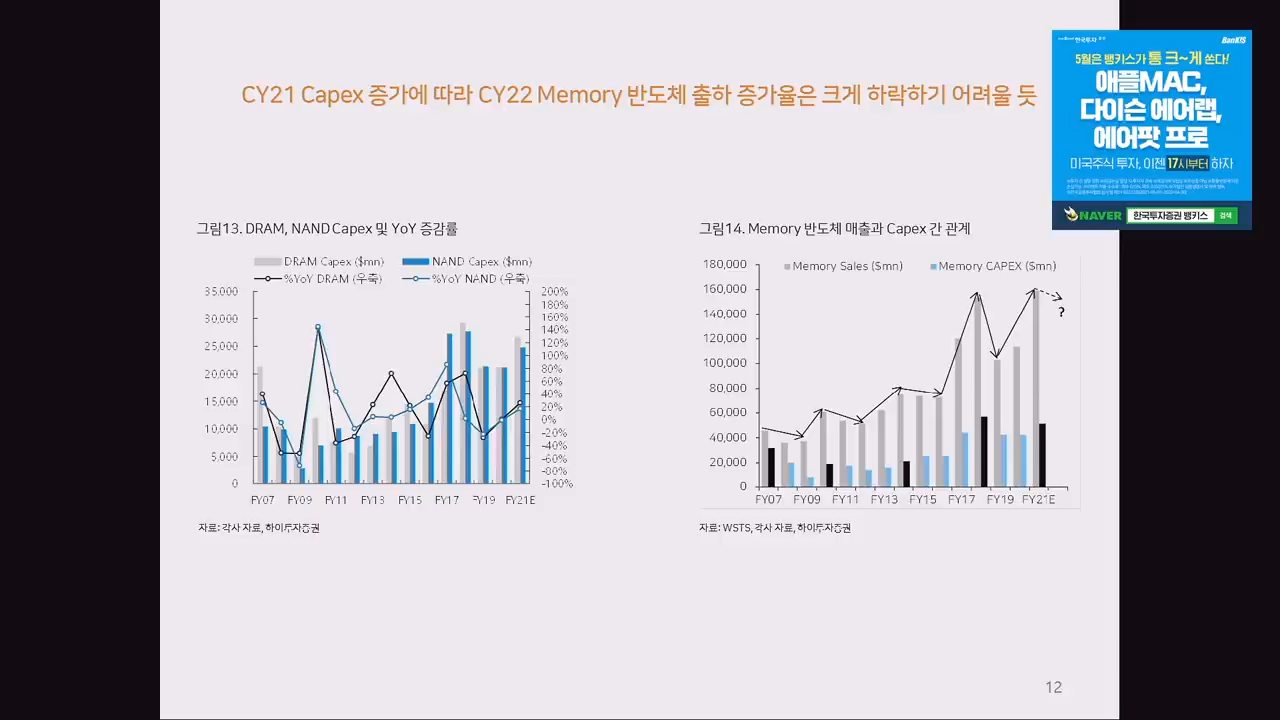 CY21 Capex 증가에 따라 CY22 Memory 반도체 출하 증가율은 크게 하락하기 어려울 듯
한국투자
BanKIS
5월은 뱅키스가 통 크~게 쏜다!
애플MAC,
다이슨 에어랩,
에어팟 프로
미국주식 투자, 이젠 17시부터 하자
NAVER 한국투자증권 뱅키스 검색
그림13. DRAM, NAND Capex 및 YoY 증감률
DRAM Capex ($mn) NAND Capex ($mn)
%YoY DRAM (우축) %YoY NAND (우축)
35,000
30,000
25,000
20,000
15,000
10,000
5,000
0
200%
180%
160%
140%
120%
100%
80%
60%
40%
20%
0%
-20%
-40%
-60%
-80%
-100%
FY07 FY09 FY11 FY13 FY15 FY17 FY19 FY21E
자료: 각사 자료, 하이투자증권
그림14. Memory 반도체 매출과 Capex 간 관계
Memory Sales ($mn) Memory CAPEX ($mn)
180,000
160,000
140,000
120,000
100,000
80,000
60,000
40,000
20,000
0
?
FY07 FY09 FY11 FY13 FY15 FY17 FY19 FY21E
자료: WSTS, 각사 자료, 하이투자증권
12